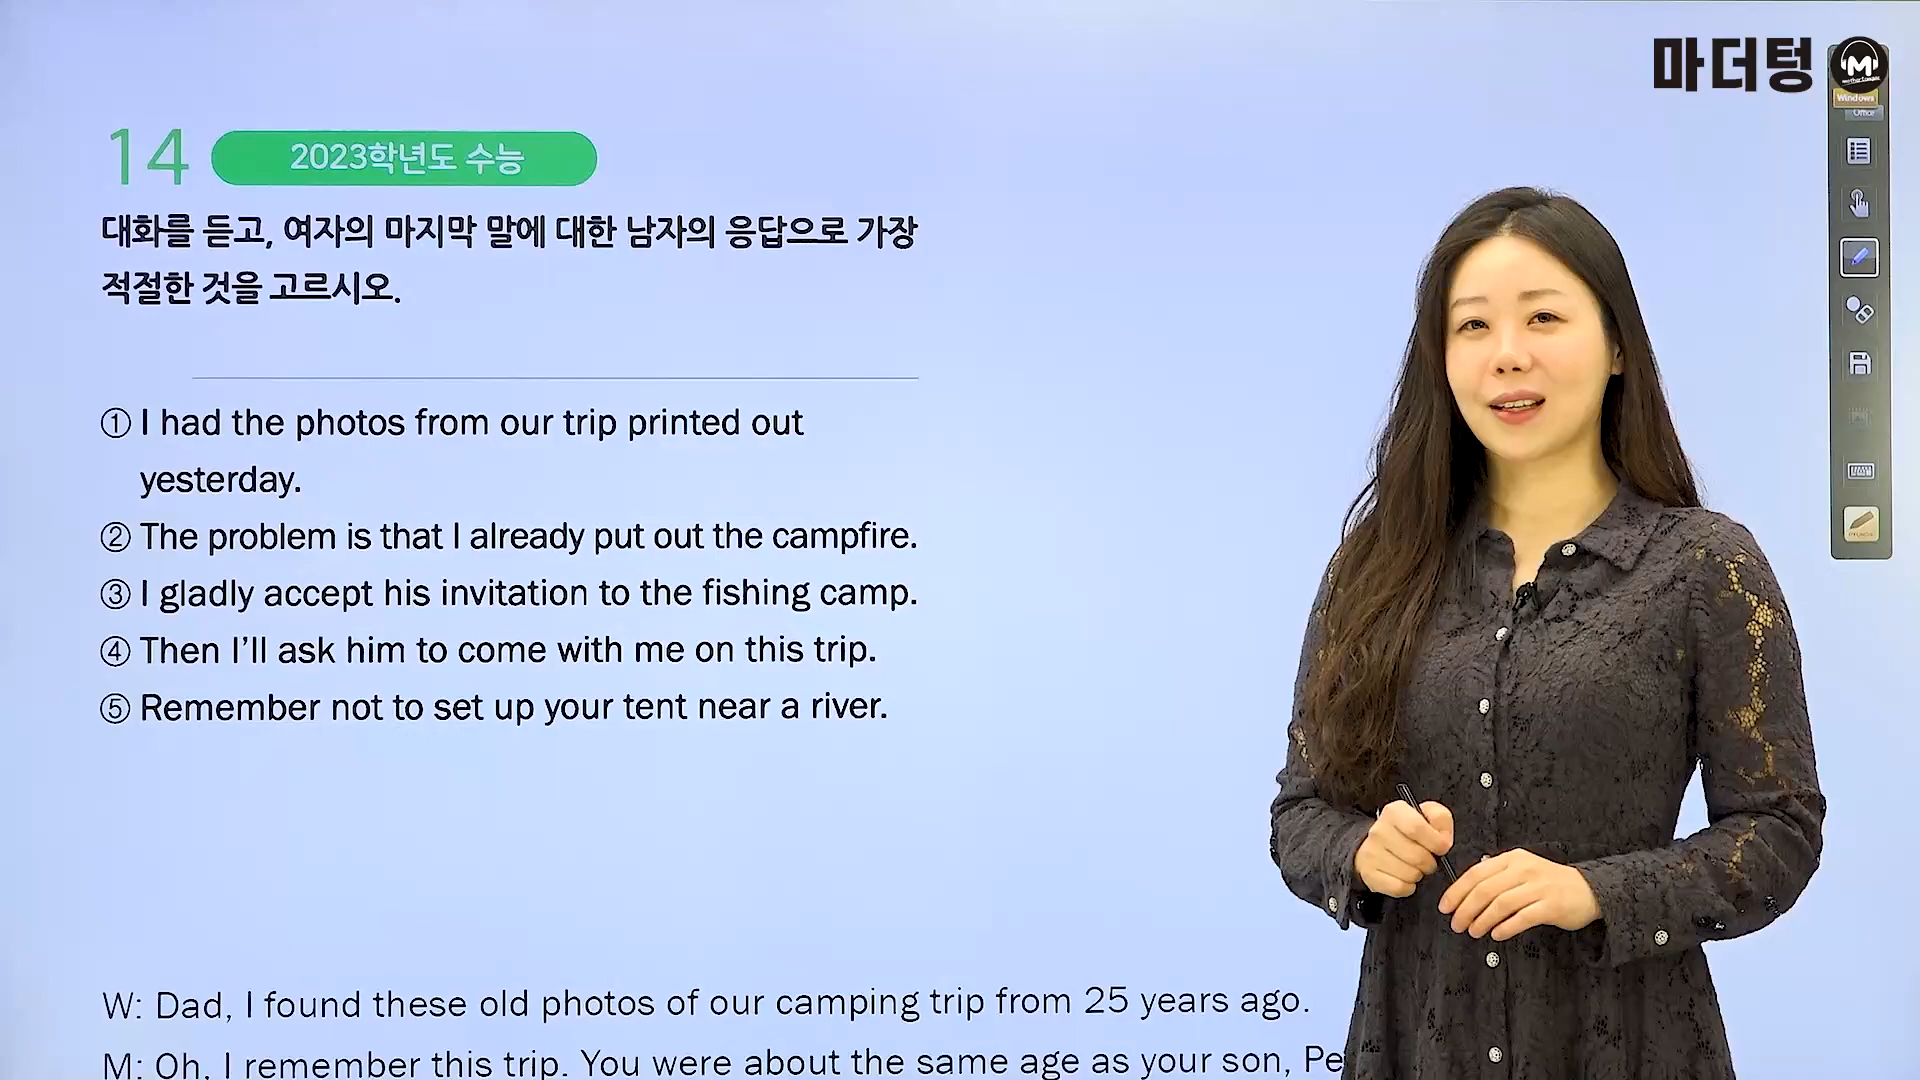 마더텅
M
Windows
Office
14 2023학년도 수능
대화를 듣고, 여자의 마지막 말에 대한 남자의 응답으로 가장
적절한 것을 고르시오.
① I had the photos from our trip printed out
yesterday.
② The problem is that I already put out the campfire.
③ I gladly accept his invitation to the fishing camp.
④ Then I’ll ask him to come with me on this trip.
⑤ Remember not to set up your tent near a river.
W: Dad, I found these old photos of our camping trip from 25 years ago.
M: Oh, I remember this trip. You were about the same age as your son, Pe